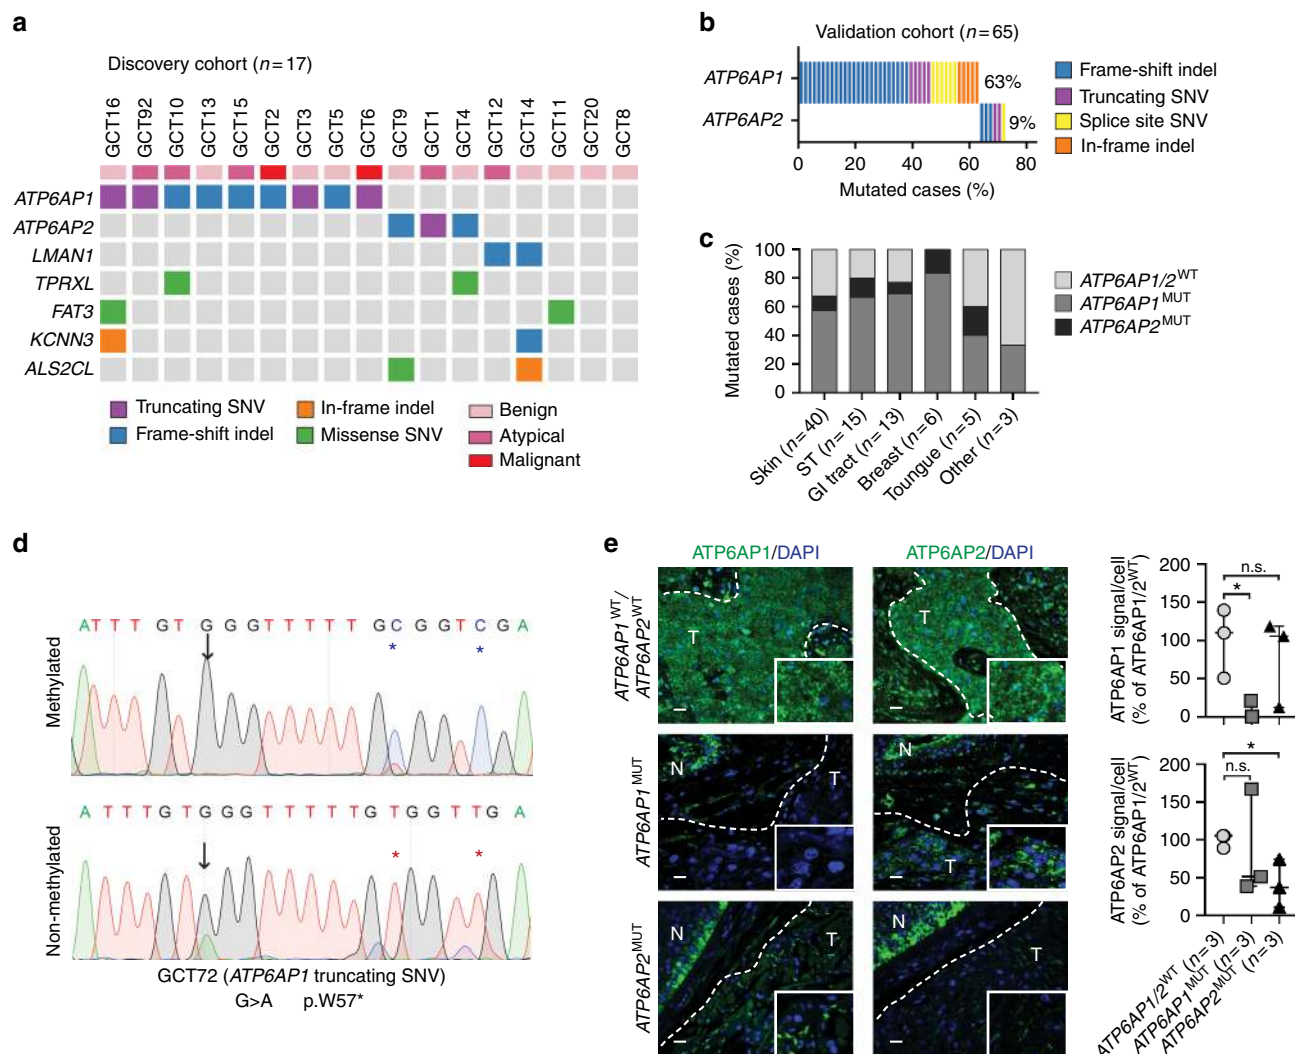 a
Discovery cohort (n=17)
GCT16
GCT92
GCT10
GCT13
GCT15
GCT2
GCT3
GCT5
GCT6
GCT9
GCT1
GCT4
GCT12
GCT14
GCT11
GCT20
GCT8
ATP6AP1
ATP6AP2
LMAN1
TPRXL
FAT3
KCNN3
ALS2CL
Truncating SNV
Frame-shift indel
In-frame indel
Missense SNV
Benign
Atypical
Malignant
b
Validation cohort (n=65)
ATP6AP1
63%
ATP6AP2
9%
0 20 40 60 80
Mutated cases (%)
Frame-shift indel
Truncating SNV
Splice site SNV
In-frame indel
c
Mutated cases (%)
100
80
60
40
20
0
Skin (n=40)
ST (n=15)
GI tract (n=13)
Breast (n=6)
Toungue (n=5)
Other (n=3)
ATP6AP1/2WT
ATP6AP1MUT
ATP6AP2MUT
d
Methylated
A T T T G T G G G T T T T T G C G G T C G A
* *
Non-methylated
A T T T G T G G G T T T T T G T G G T T G A
* *
GCT72 (ATP6AP1 truncating SNV)
G>A p.W57*
e
ATP6AP1/DAPI
ATP6AP2/DAPI
ATP6AP1WT/
ATP6AP2WT
T
T
ATP6AP1MUT
N
T
N
T
ATP6AP2MUT
N
T
N
T
ATP6AP1 signal/cell
(% of ATP6AP1/2WT)
200
150
100
50
0
n.s.
*
ATP6AP2 signal/cell
(% of ATP6AP1/2WT)
200
150
100
50
0
*
n.s.
ATP6AP1/2WT (n=3)
ATP6AP1MUT (n=3)
ATP6AP2MUT (n=3)